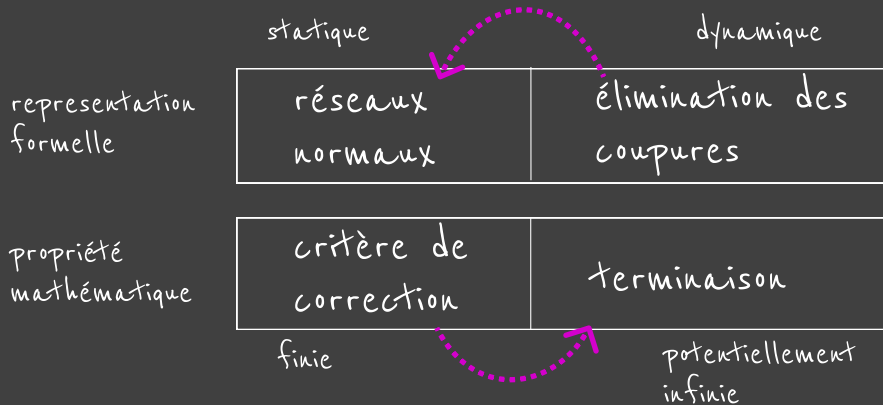 statique
dynamique
representation
formelle
réseaux
normaux
élimination des
coupures
propriété
mathématique
critère de
correction
terminaison
finie
potentiellement
infinie